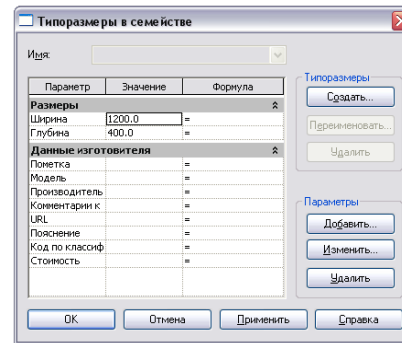 Типоразмеры в семействе
Имя:
Типоразмеры
Параметр Значение Формула
Создать...
Размеры
Ширина 1200.0 =
Переименовать...
Глубина 400.0 =
Данные изготовителя
Удалить
Пометка =
Модель =
Производитель =
Параметры
Комментарии к =
URL =
Добавить...
Пояснение =
Код по классиф =
Изменить...
Стоимость =
Удалить
OK Отмена Применить Справка